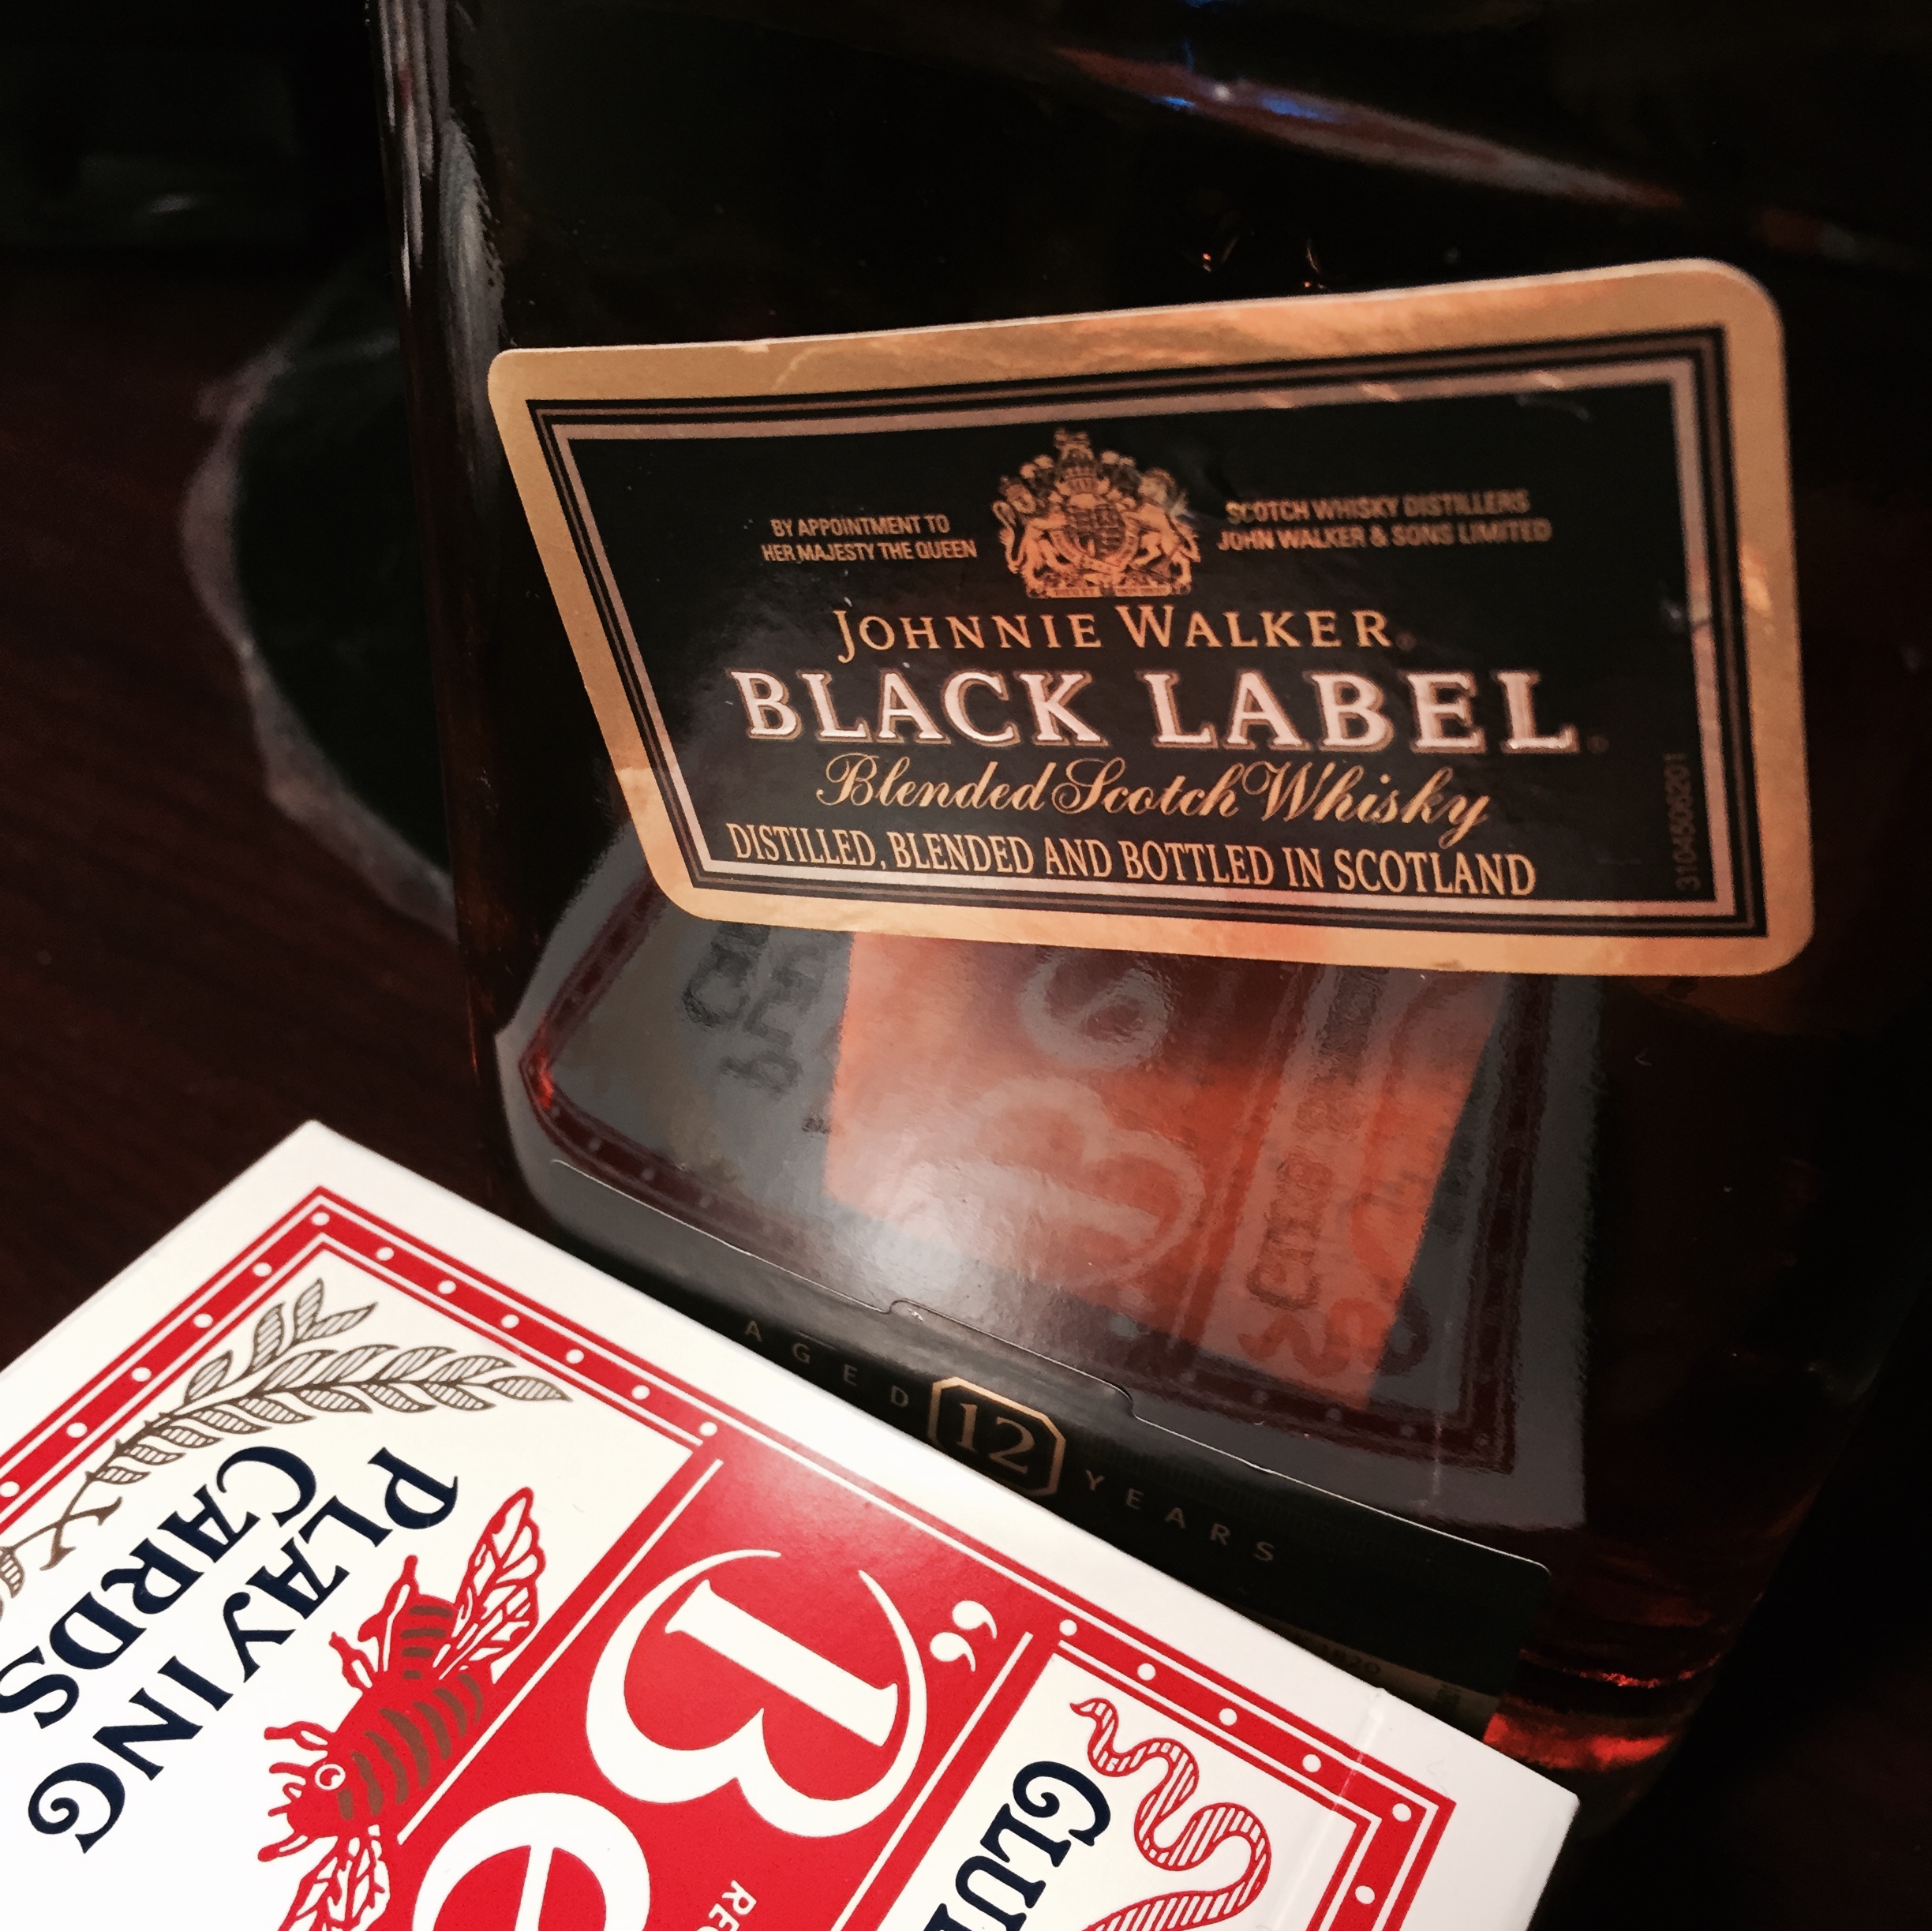 BY APPOINTMENT TO
HER MAJESTY THE QUEEN
SCOTCH WHISKY DISTILLERS
JOHN WALKER & SONS LIMITED
JOHNNIE WALKER®
BLACK LABEL®
Blended Scotch Whisky
DISTILLED, BLENDED AND BOTTLED IN SCOTLAND
3104506201
AGED 12 YEARS
PLAYING
CARDS
"Be